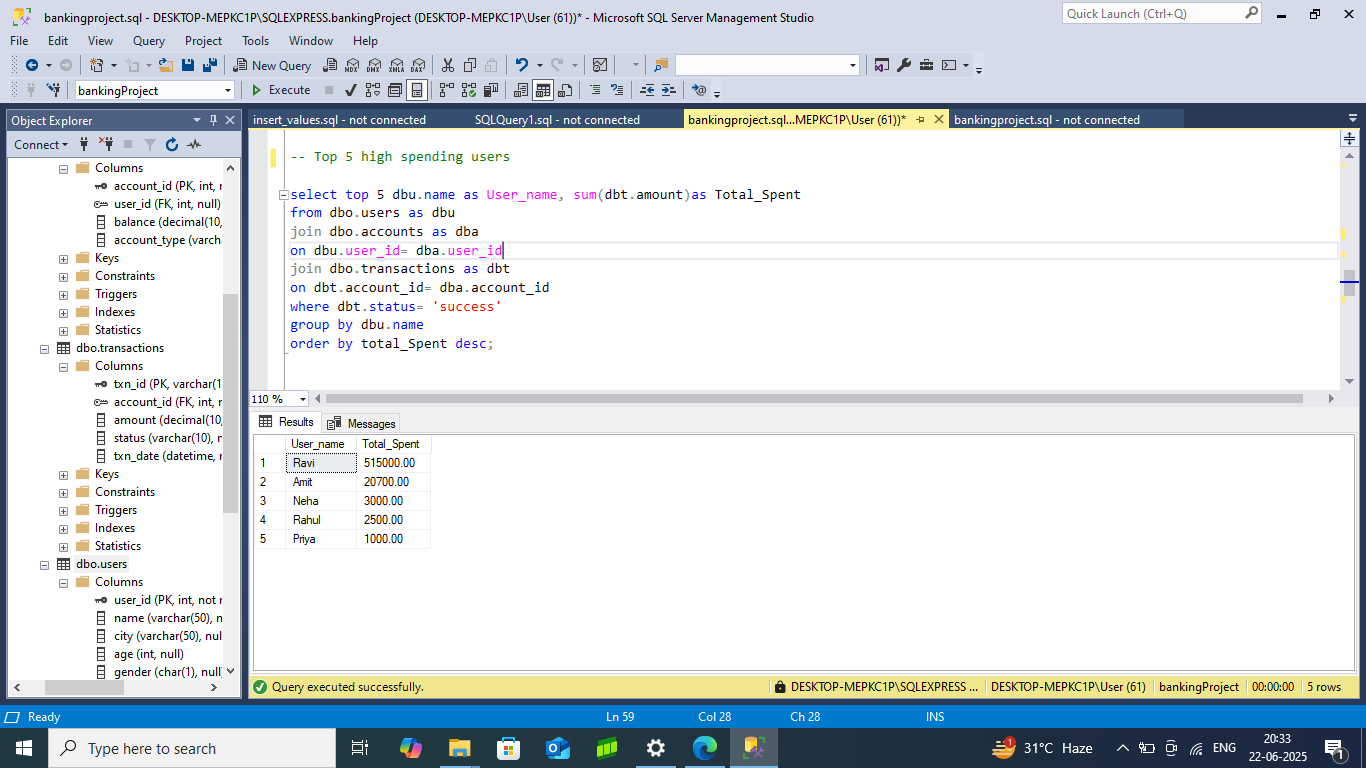 bankingproject.sql - DESKTOP-MEPKC1P\SQLEXPRESS.bankingProject (DESKTOP-MEPKC1P\User (61))* - Microsoft SQL Server Management Studio
Quick Launch (Ctrl+Q)
File Edit View Query Project Tools Window Help
New Query
MDX DMX XMLA DAX
bankingProject
Execute
Object Explorer
insert_values.sql - not connected
SQLQuery1.sql - not connected
bankingproject.sql...MEPKC1P\User (61))*
bankingproject.sql - not connected
Connect
Columns
account_id (PK, int, r
user_id (FK, int, null)
balance (decimal(10,
account_type (varcha
Keys
Constraints
Triggers
Indexes
Statistics
dbo.transactions
Columns
txn_id (PK, varchar(1
account_id (FK, int, r
amount (decimal(10,
status (varchar(10), n
txn_date (datetime, r
Keys
Constraints
Triggers
Indexes
Statistics
dbo.users
Columns
user_id (PK, int, not r
name (varchar(50), n
city (varchar(50), nul
age (int, null)
gender (char(1), null)
-- Top 5 high spending users
select top 5 dbu.name as User_name, sum(dbt.amount)as Total_Spent
from dbo.users as dbu
join dbo.accounts as dba
on dbu.user_id= dba.user_id
join dbo.transactions as dbt
on dbt.account_id= dba.account_id
where dbt.status= 'success'
group by dbu.name
order by total_Spent desc;
110 %
Results Messages
User_name Total_Spent
1 Ravi 515000.00
2 Amit 20700.00
3 Neha 3000.00
4 Rahul 2500.00
5 Priya 1000.00
Query executed successfully.
DESKTOP-MEPKC1P\SQLEXPRESS ... DESKTOP-MEPKC1P\User (61) bankingProject 00:00:00 5 rows
Ready
Ln 59 Col 28 Ch 28 INS
Type here to search
1
31°C Haze
ENG
20:33
22-06-2025
1